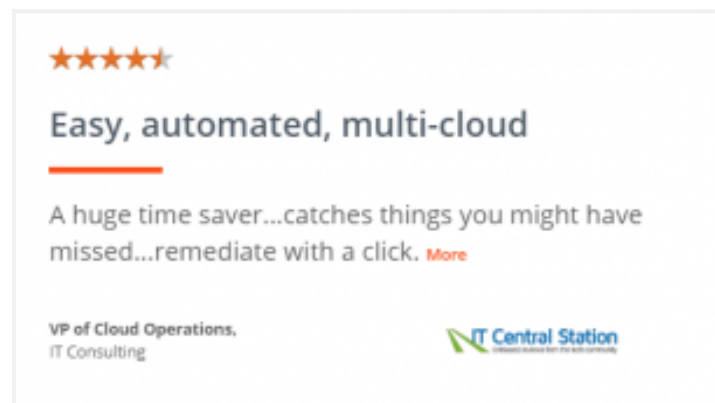 Easy, automated, multi-cloud
A huge time saver...catches things you might have
missed...remediate with a click. More
VP of Cloud Operations,
IT Consulting
IT Central Station